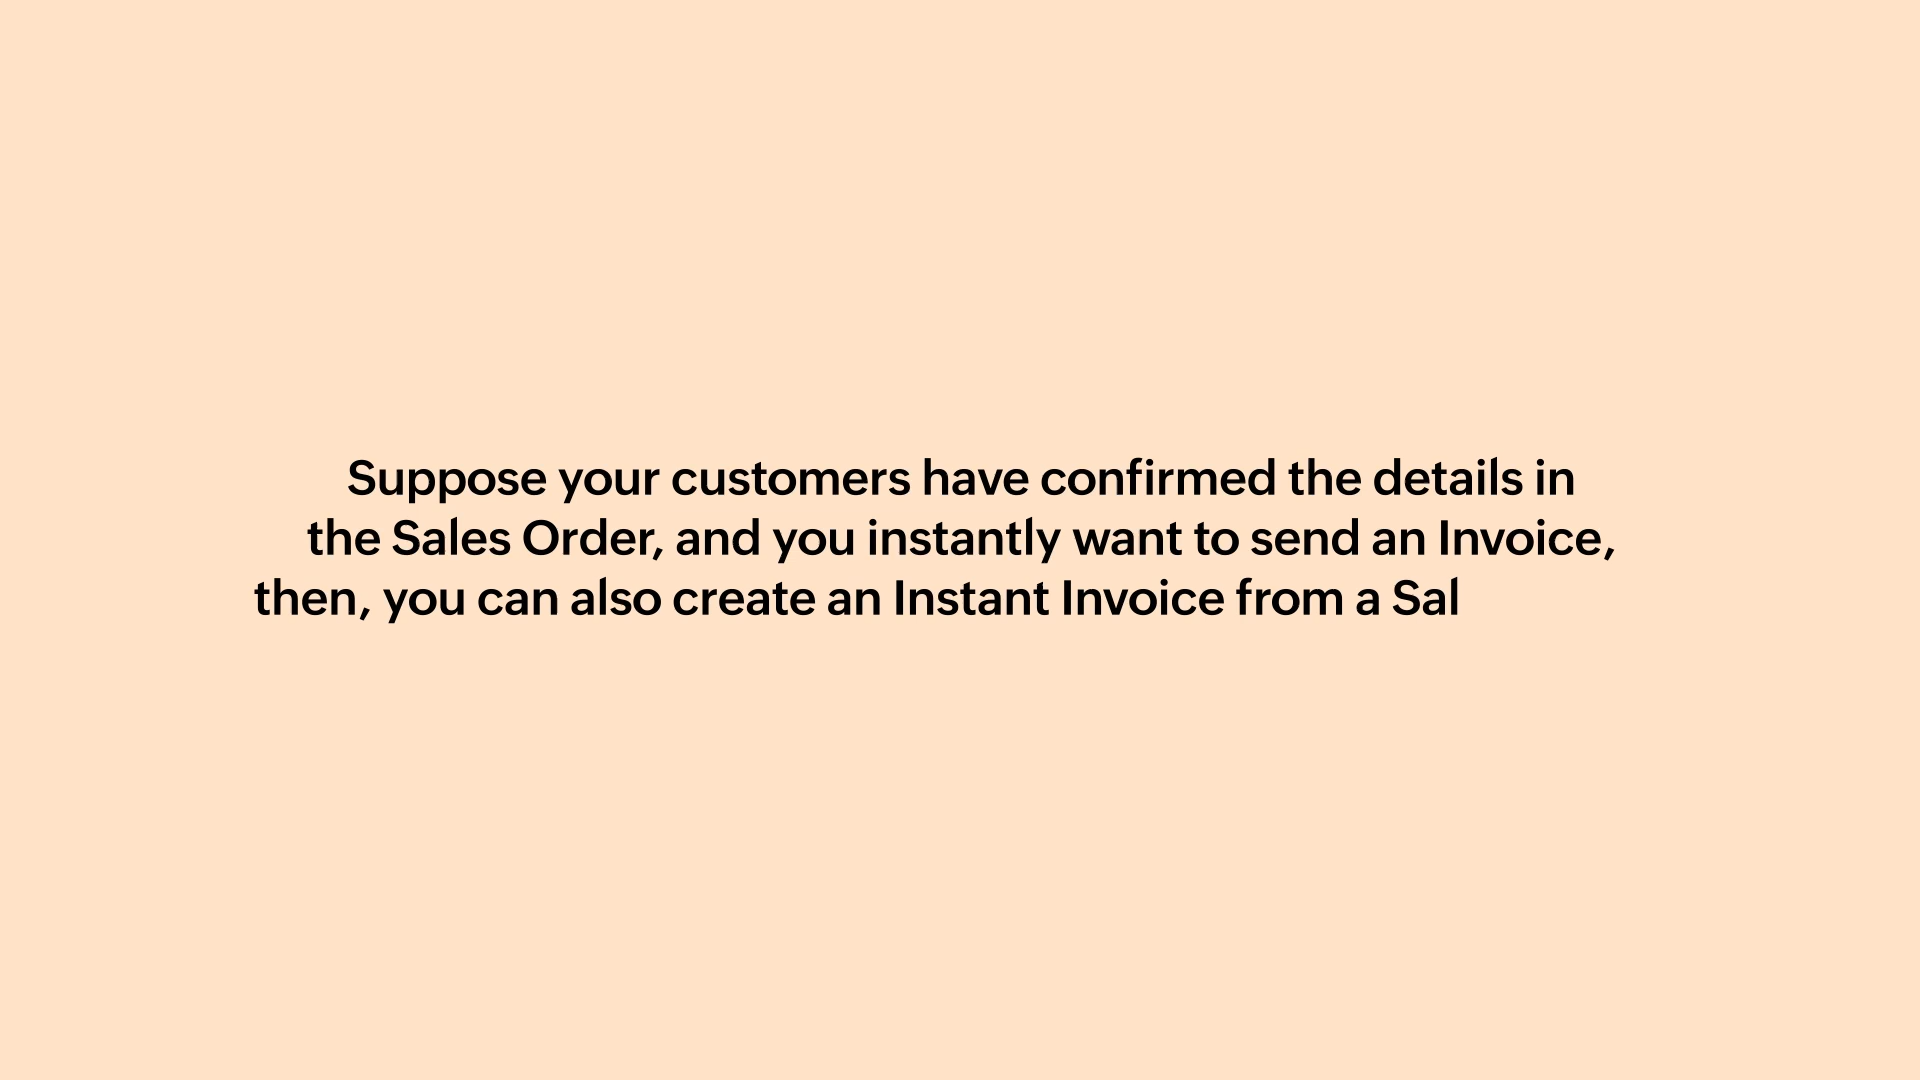 Suppose your customers have confirmed the details in
the Sales Order, and you instantly want to send an Invoice,
then, you can also create an Instant Invoice from a Sal